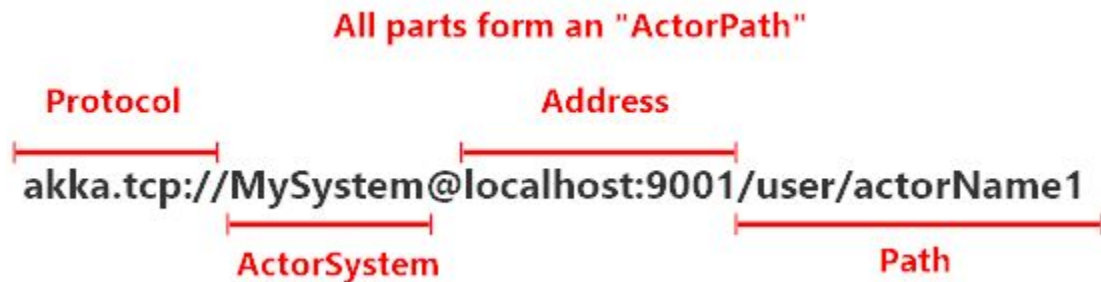 All parts form an "ActorPath"
Protocol Address
akka.tcp://MySystem@localhost:9001/user/actorName1
ActorSystem Path